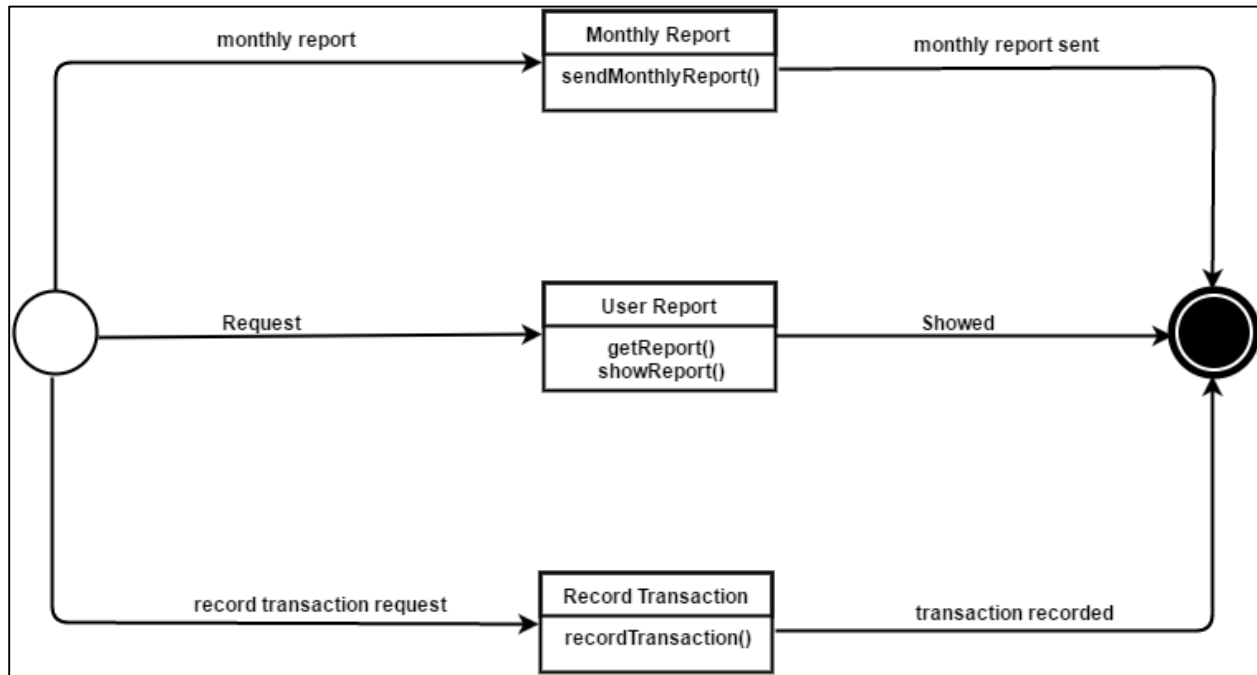 monthly report
Monthly Report
sendMonthlyReport()
monthly report sent
Request
User Report
getReport()
showReport()
Showed
record transaction request
Record Transaction
recordTransaction()
transaction recorded